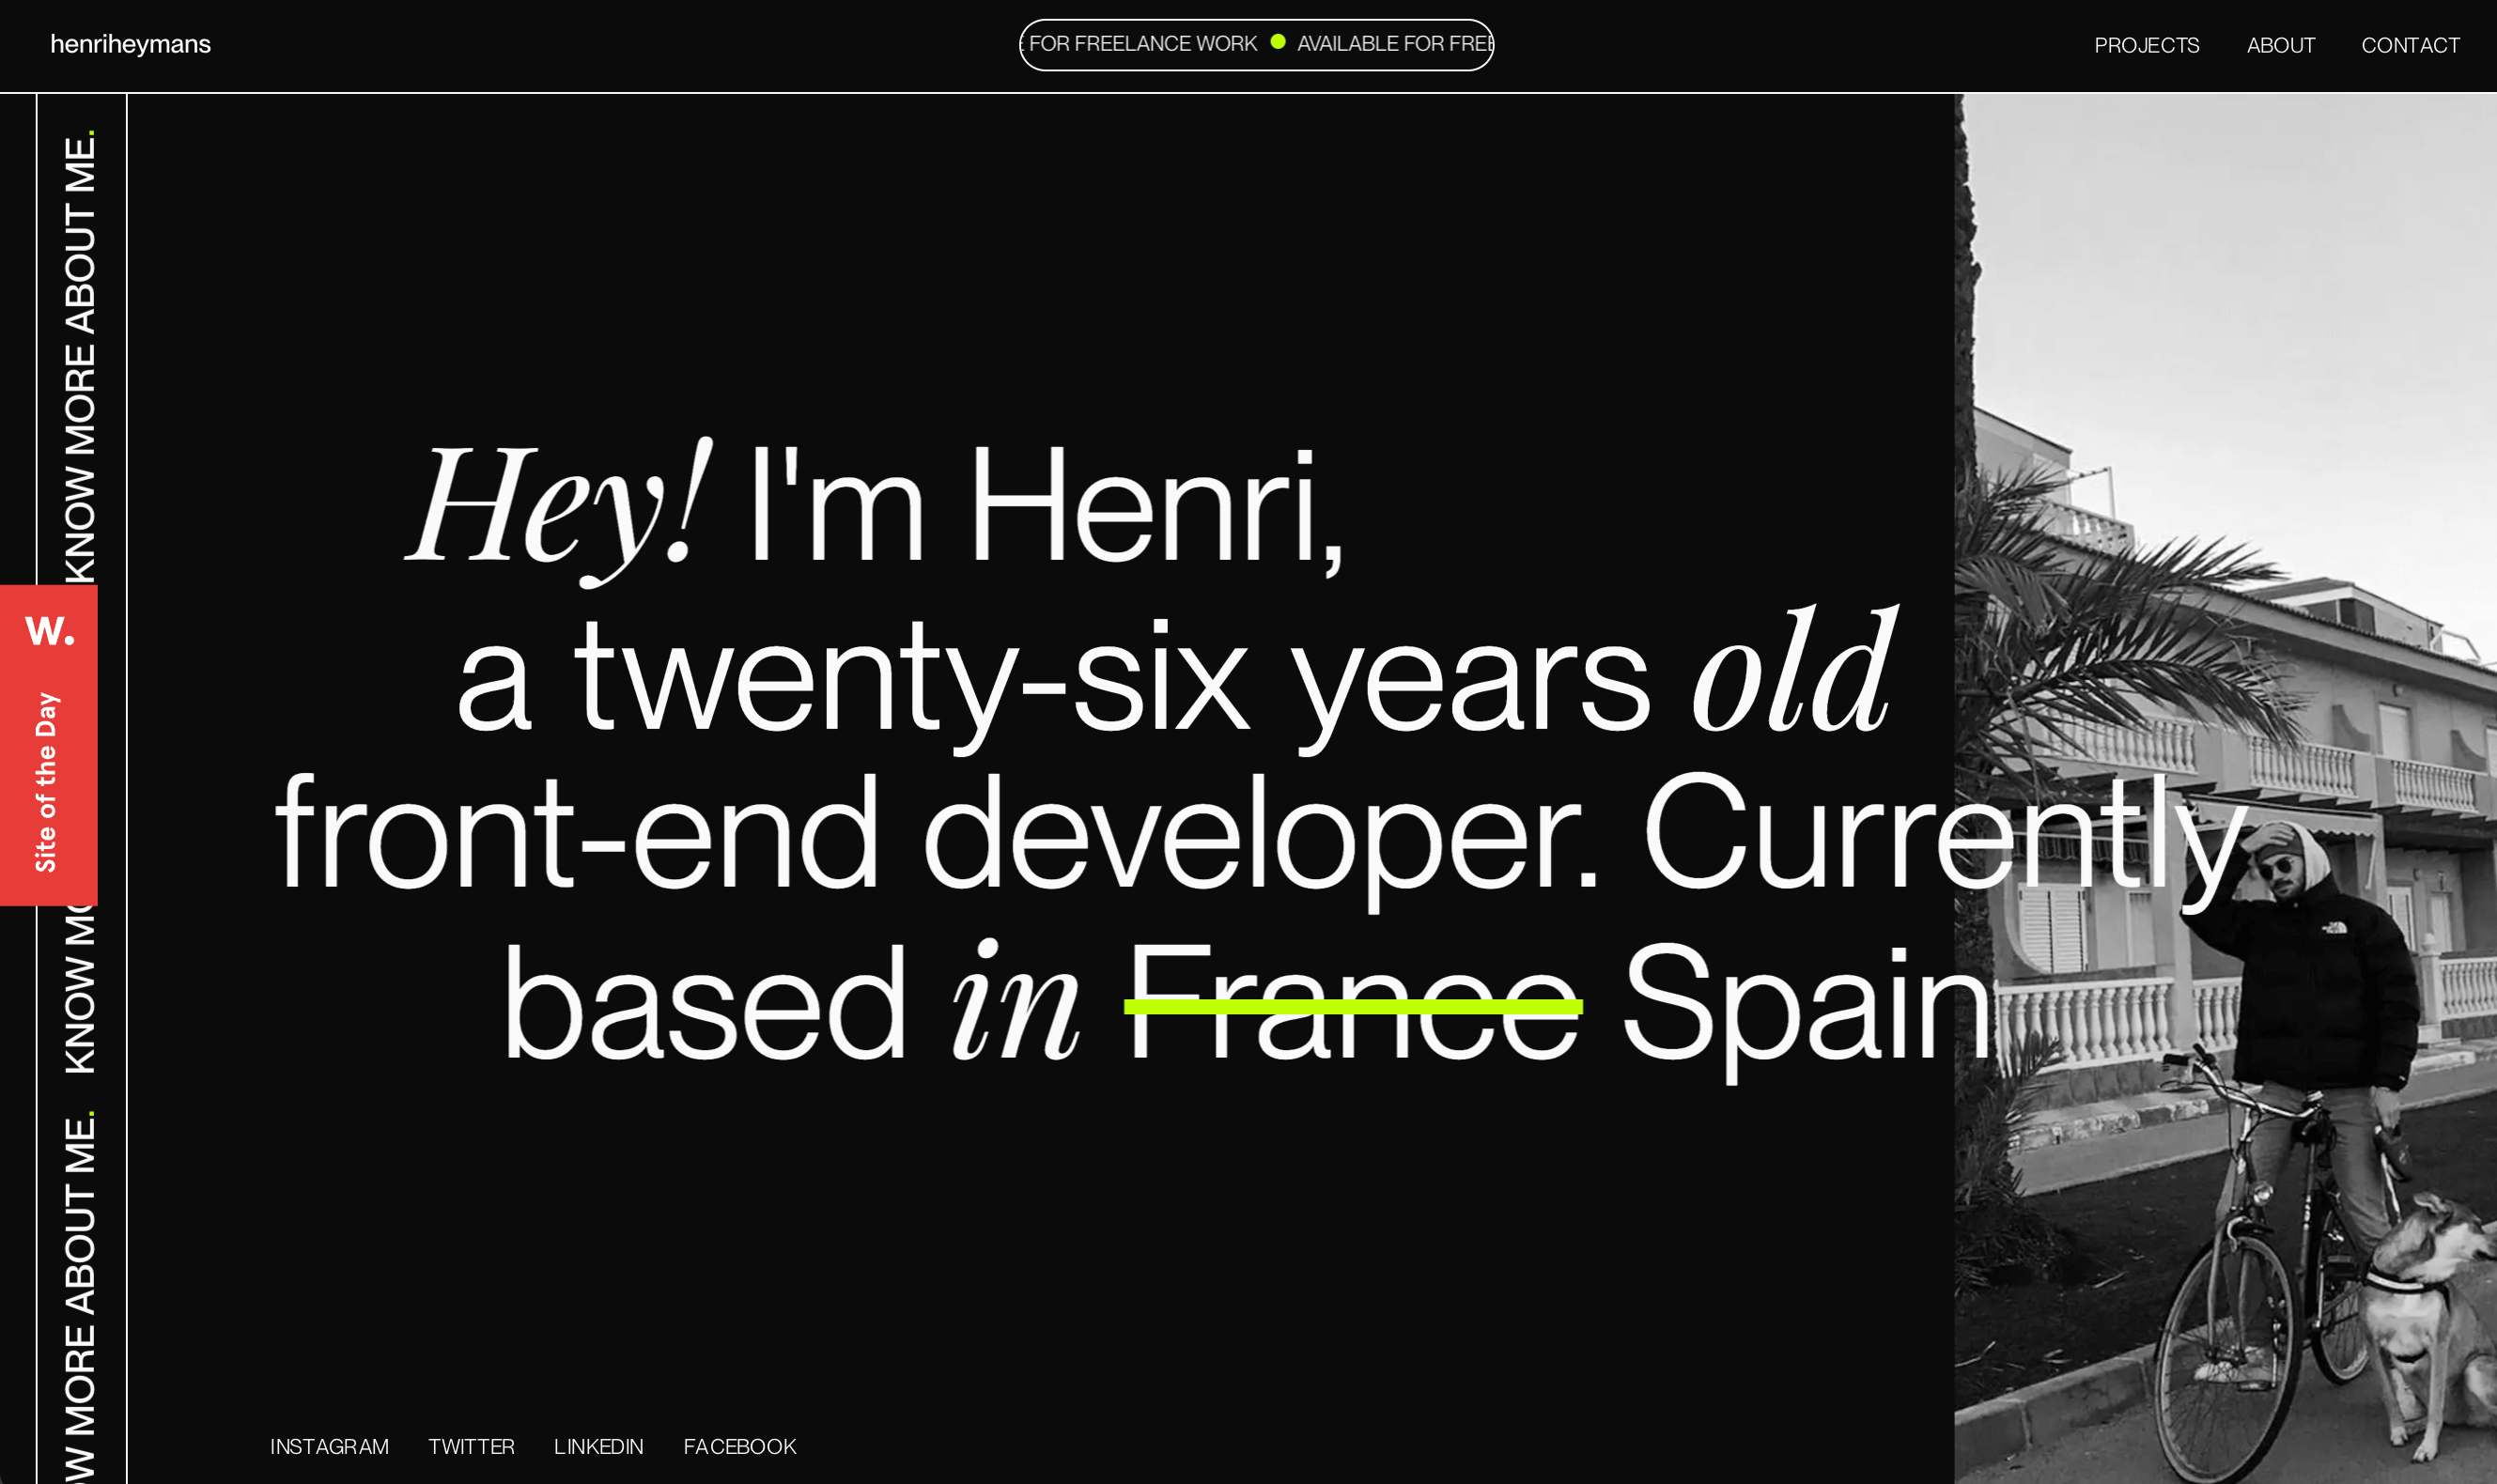 henriheymans
FOR FREELANCE WORK AVAILABLE FOR FREE
PROJECTS ABOUT CONTACT
KNOW MORE ABOUT ME.
W.
Site of the Day
KNOW MORE ABOUT ME.
Hey! I'm Henri,
a twenty-six years old
front-end developer. Currently
based in France Spain
INSTAGRAM TWITTER LINKEDIN FACEBOOK